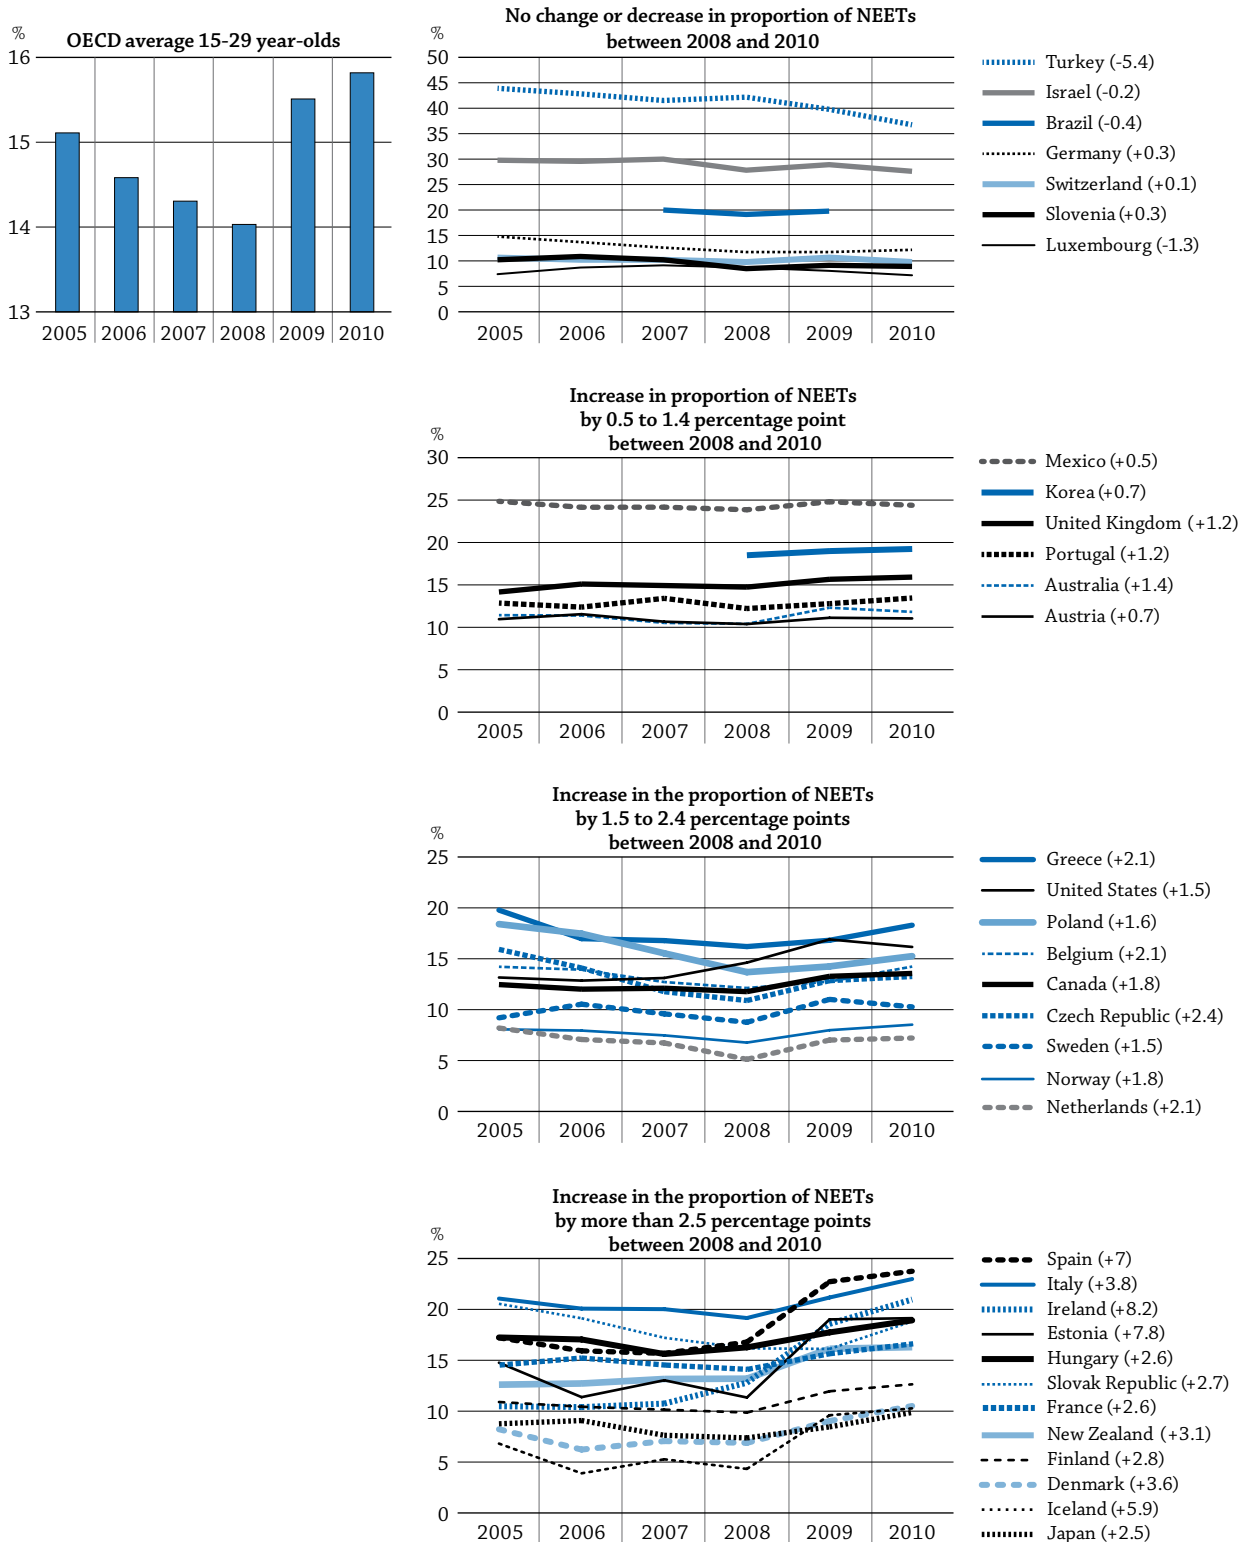 %
OECD average 15-29 year-olds
16
15
14
13
2005 2006 2007 2008 2009 2010
No change or decrease in proportion of NEETs
between 2008 and 2010
%
50
45
40
35
30
25
20
15
10
5
0
2005 2006 2007 2008 2009 2010
Turkey (-5.4)
Israel (-0.2)
Brazil (-0.4)
Germany (+0.3)
Switzerland (+0.1)
Slovenia (+0.3)
Luxembourg (-1.3)
Increase in proportion of NEETs
by 0.5 to 1.4 percentage point
between 2008 and 2010
%
30
25
20
15
10
5
0
2005 2006 2007 2008 2009 2010
Mexico (+0.5)
Korea (+0.7)
United Kingdom (+1.2)
Portugal (+1.2)
Australia (+1.4)
Austria (+0.7)
Increase in the proportion of NEETs
by 1.5 to 2.4 percentage points
between 2008 and 2010
%
25
20
15
10
5
0
2005 2006 2007 2008 2009 2010
Greece (+2.1)
United States (+1.5)
Poland (+1.6)
Belgium (+2.1)
Canada (+1.8)
Czech Republic (+2.4)
Sweden (+1.5)
Norway (+1.8)
Netherlands (+2.1)
Increase in the proportion of NEETs
by more than 2.5 percentage points
between 2008 and 2010
%
25
20
15
10
5
0
2005 2006 2007 2008 2009 2010
Spain (+7)
Italy (+3.8)
Ireland (+8.2)
Estonia (+7.8)
Hungary (+2.6)
Slovak Republic (+2.7)
France (+2.6)
New Zealand (+3.1)
Finland (+2.8)
Denmark (+3.6)
Iceland (+5.9)
Japan (+2.5)